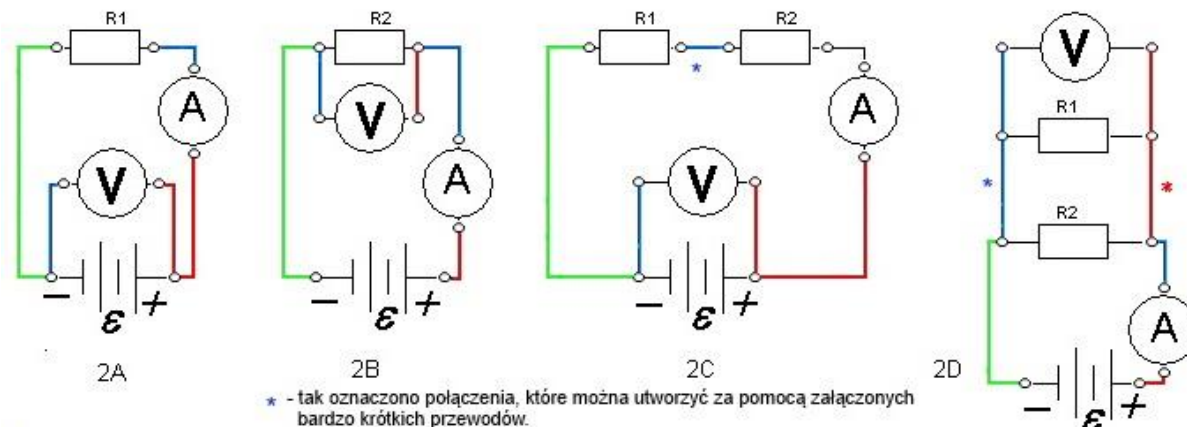 R1
A
V
− ε +
2A
R2
V
A
− ε +
2B
R1 R2
*
A
V
− ε +
2C
V
R1
* *
R2
A
− ε +
2D
* - tak oznaczono połączenia, które można utworzyć za pomocą załączonych
bardzo krótkich przewodów.